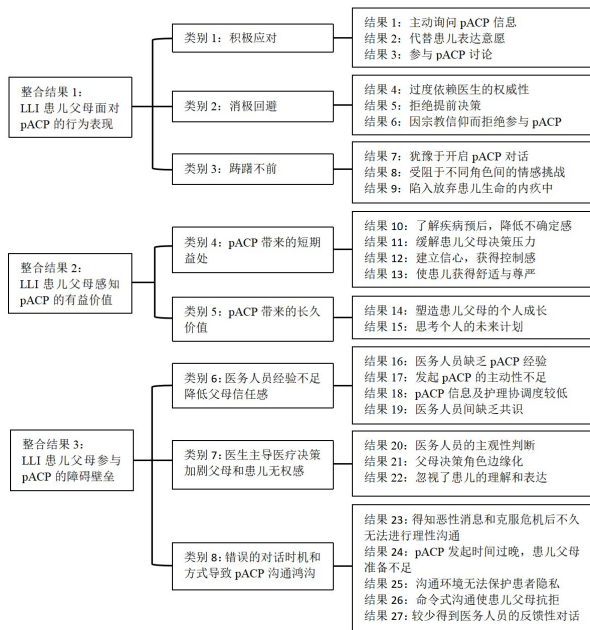 整合结果 1：
LLI 患儿父母面对
pACP 的行为表现
类别 1：积极应对
结果 1：主动询问 pACP 信息
结果 2：代替患儿表达意愿
结果 3：参与 pACP 讨论
类别 2：消极回避
结果 4：过度依赖医生的权威性
结果 5：拒绝提前决策
结果 6：因宗教信仰而拒绝参与 pACP
类别 3：踌躇不前
结果 7：犹豫于开启 pACP 对话
结果 8：受阻于不同角色间的情感挑战
结果 9：陷入放弃患儿生命的内疚中
整合结果 2：
LLI 患儿父母感知
pACP 的有益价值
类别 4：pACP 带来的短期
益处
结果 10：了解疾病预后，降低不确定感
结果 11：缓解患儿父母决策压力
结果 12：建立信心，获得控制感
结果 13：使患儿获得舒适与尊严
类别 5：pACP 带来的长久
价值
结果 14：塑造患儿父母的个人成长
结果 15：思考个人的未来计划
整合结果 3：
LLI 患儿父母参与
pACP 的障碍壁垒
类别 6：医务人员经验不足
降低父母信任感
结果 16：医务人员缺乏 pACP 经验
结果 17：发起 pACP 的主动性不足
结果 18：pACP 信息及护理协调度较低
结果 19：医务人员间缺乏共识
类别 7：医生主导医疗决策
加剧父母和患儿无权感
结果 20：医务人员的主观性判断
结果 21：父母决策角色边缘化
结果 22：忽视了患儿的理解和表达
类别 8：错误的对话时机和
方式导致 pACP 沟通鸿沟
结果 23：得知恶性消息和克服危机后不久
无法进行理性沟通
结果 24：pACP 发起时间过晚，患儿父母
准备不足
结果 25：沟通环境无法保护患者隐私
结果 26：命令式沟通使患儿父母抗拒
结果 27：较少得到医务人员的反馈性对话